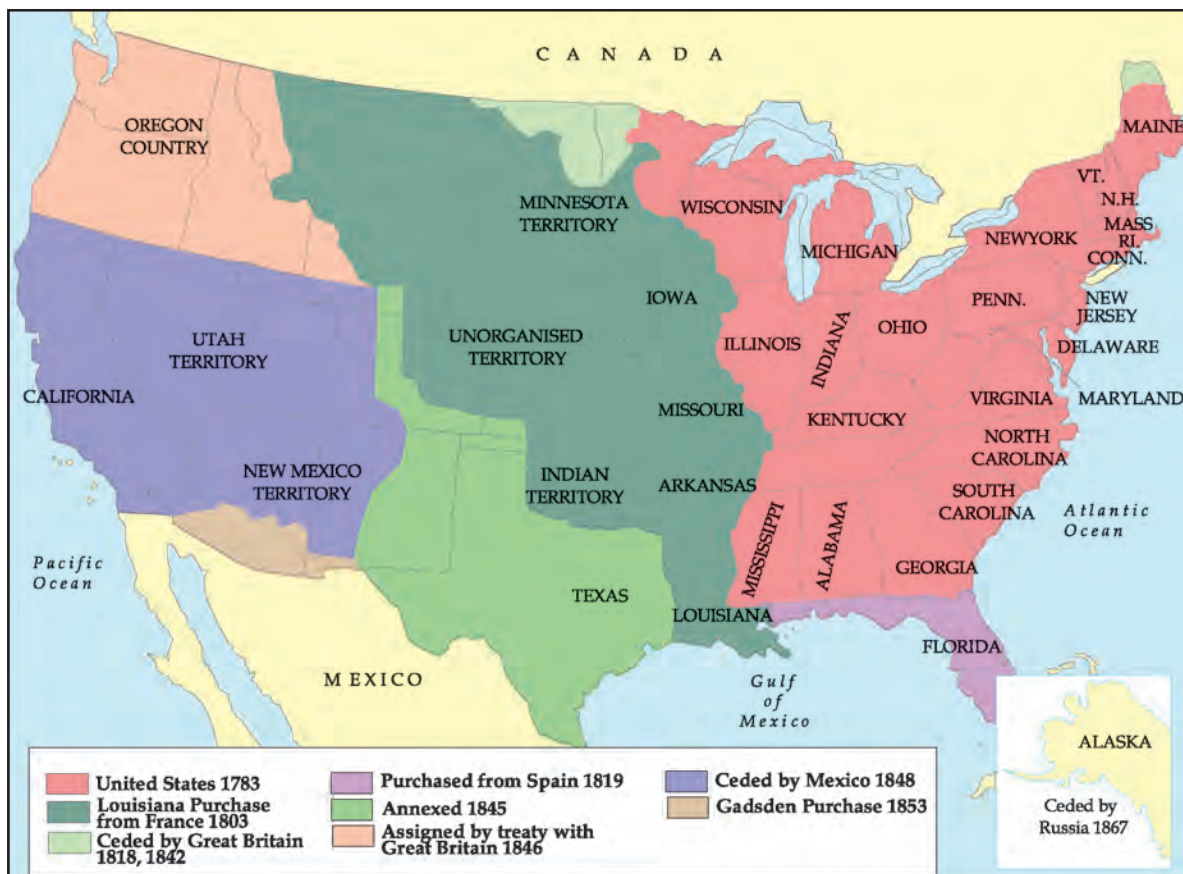 CANADA
OREGON
COUNTRY
MAINE
VT.
N.H.
MASS
RI.
CONN.
MINNESOTA
TERRITORY
WISCONSIN
MICHIGAN
NEWYORK
IOWA
PENN.
NEW
JERSEY
UTAH
TERRITORY
UNORGANISED
TERRITORY
ILLINOIS
INDIANA
OHIO
DELAWARE
CALIFORNIA
MISSOURI
KENTUCKY
VIRGINIA
MARYLAND
NORTH
CAROLINA
NEW MEXICO
TERRITORY
INDIAN
TERRITORY
ARKANSAS
SOUTH
CAROLINA
Atlantic
Ocean
Pacific
Ocean
MISSISSIPPI
ALABAMA
GEORGIA
TEXAS
LOUISIANA
FLORIDA
MEXICO
Gulf
of
Mexico
ALASKA
Ceded by
Russia 1867
United States 1783
Louisiana Purchase
from France 1803
Ceded by Great Britain
1818, 1842
Purchased from Spain 1819
Annexed 1845
Assigned by treaty with
Great Britain 1846
Ceded by Mexico 1848
Gadsden Purchase 1853